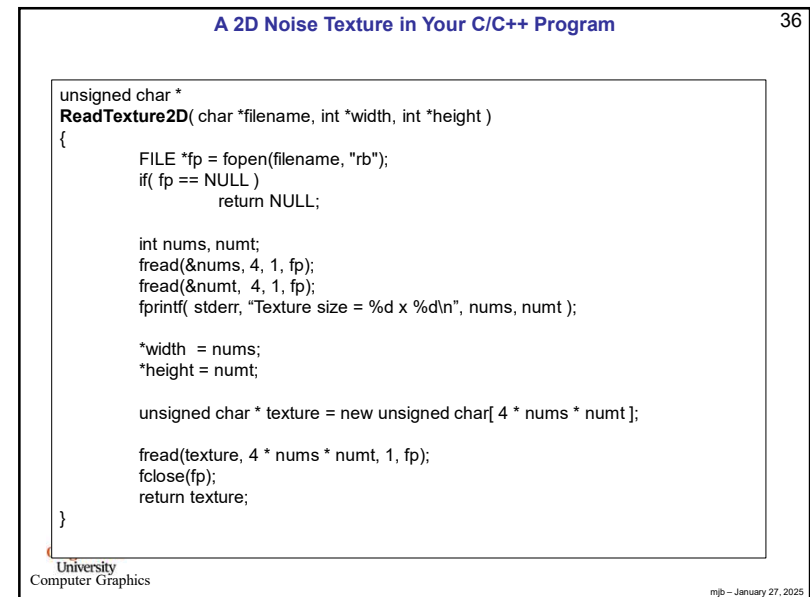 A 2D Noise Texture in Your C/C++ Program
36
unsigned char *
ReadTexture2D( char *filename, int *width, int *height )
{
FILE *fp = fopen(filename, "rb");
if( fp == NULL )
return NULL;
int nums, numt;
fread(&nums, 4, 1, fp);
fread(&numt,  4, 1, fp);
fprintf( stderr, “Texture size = %d x %d\n”, nums, numt );
*width  = nums;
*height = numt;
unsigned char * texture = new unsigned char[ 4 * nums * numt ];
fread(texture, 4 * nums * numt, 1, fp);
fclose(fp);
return texture;
}
University
Computer Graphics
mjb – January 27, 2025